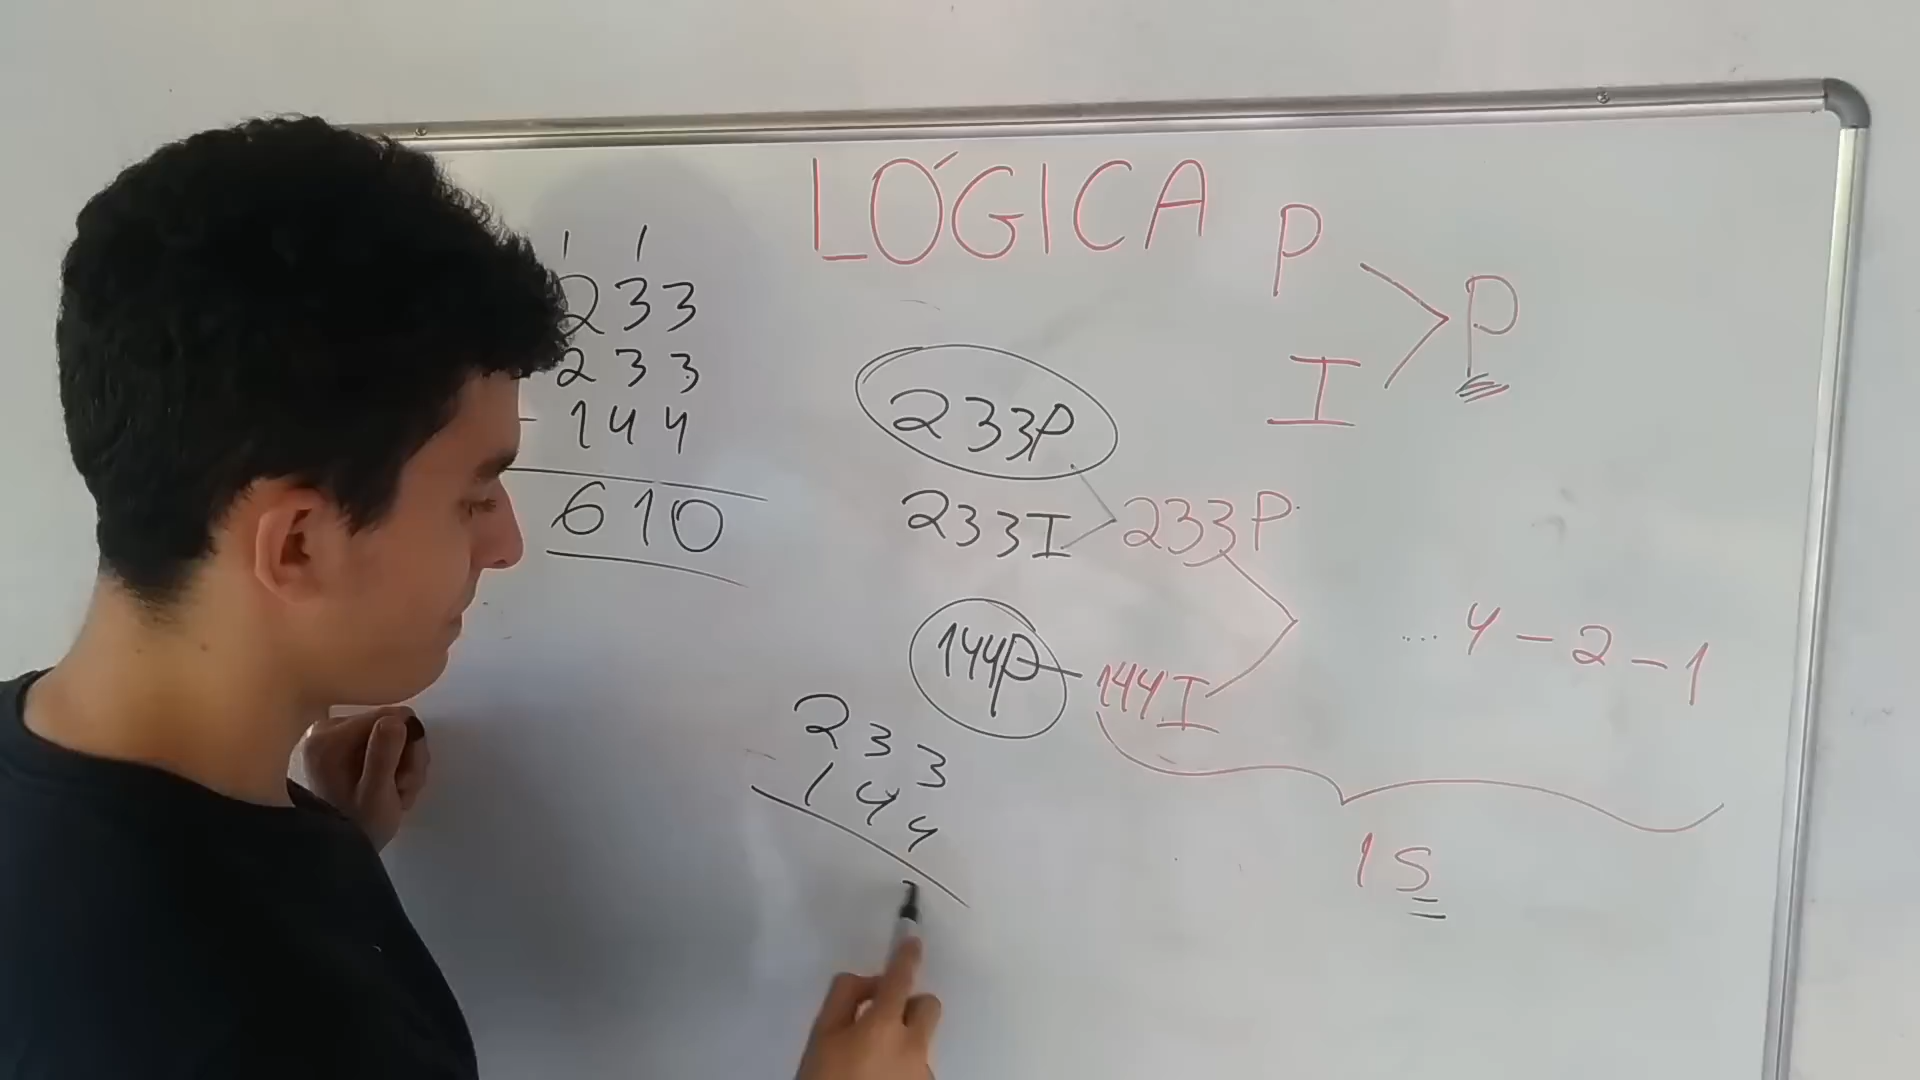 LÓGICA
P
I
P
1 1
233
233
144
610
233P
233I
233P
144P
144I
.... 4 - 2 - 1
1S
233
144